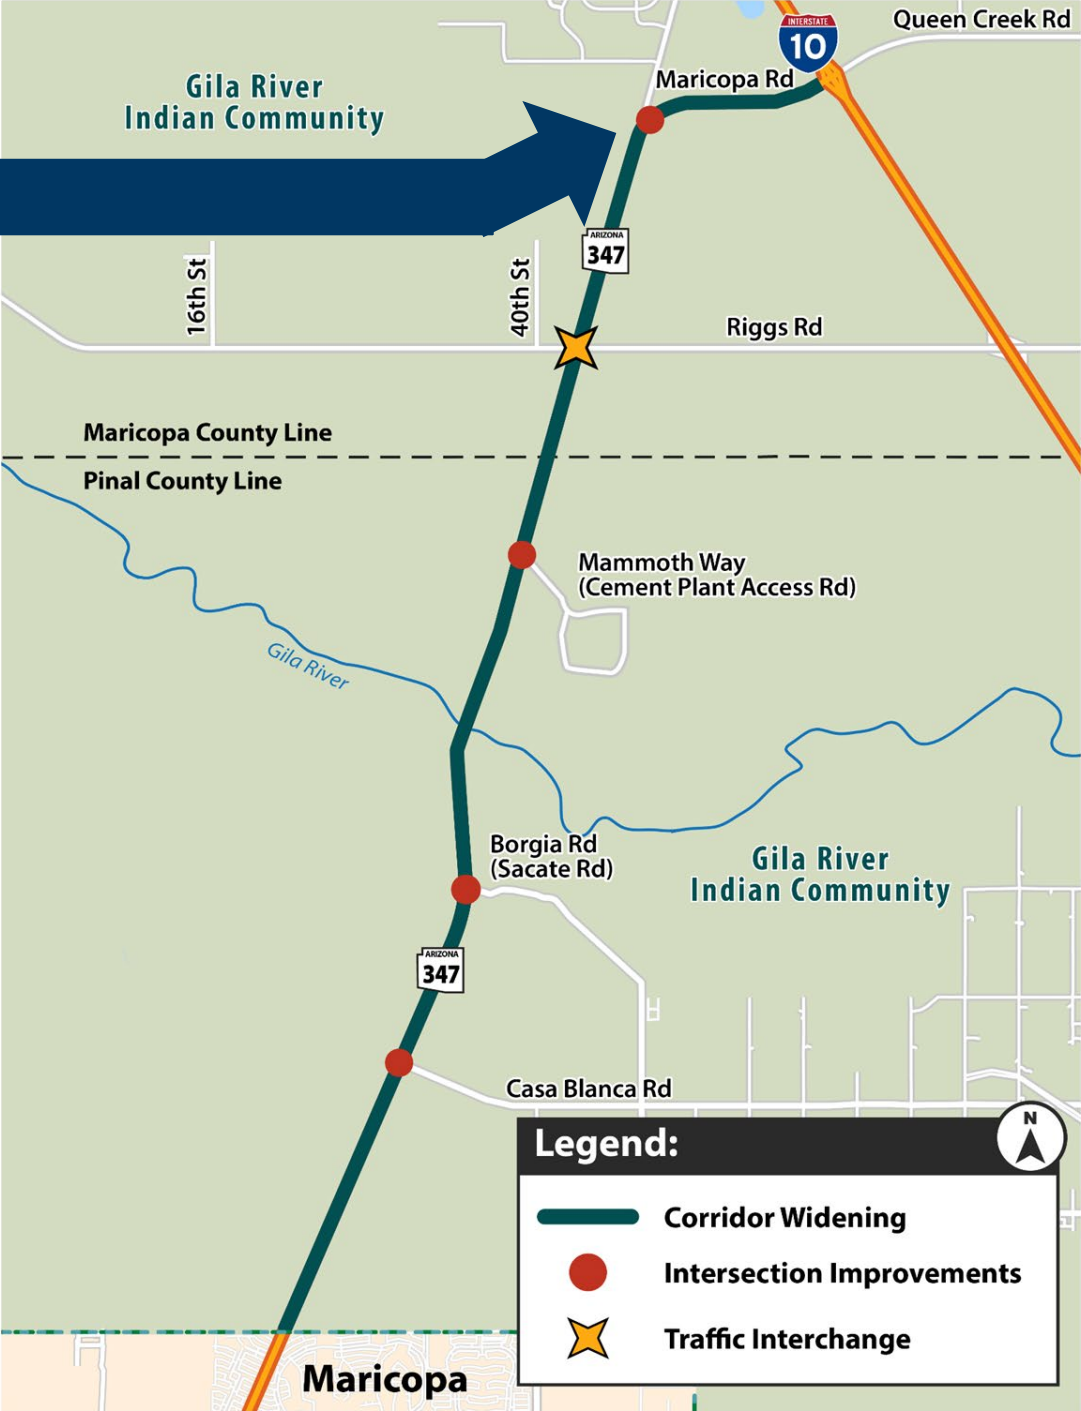 Queen Creek Rd
INTERSTATE
10
Maricopa Rd
Gila River
Indian Community
ARIZONA
347
16th St
40th St
Riggs Rd
Maricopa County Line
Pinal County Line
Mammoth Way
(Cement Plant Access Rd)
Gila River
Borgia Rd
(Sacate Rd)
Gila River
Indian Community
ARIZONA
347
Casa Blanca Rd
N
Legend:
Corridor Widening
Intersection Improvements
Traffic Interchange
Maricopa